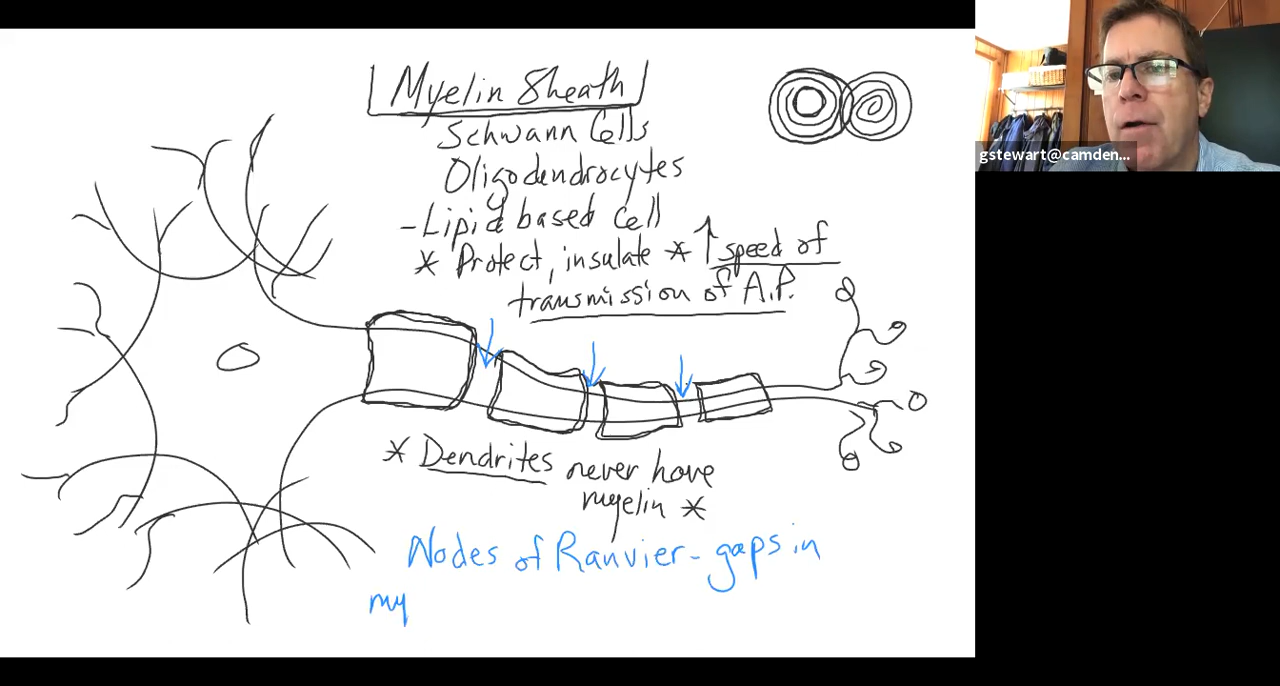 Myelin Sheath
Schwann Cells
Oligodendrocytes
- Lipid based cell
* Protect, insulate * ↑ speed of
transmission of A.P.
* Dendrites never have
myelin *
Nodes of Ranvier - gaps in
my
gstewart@camden...